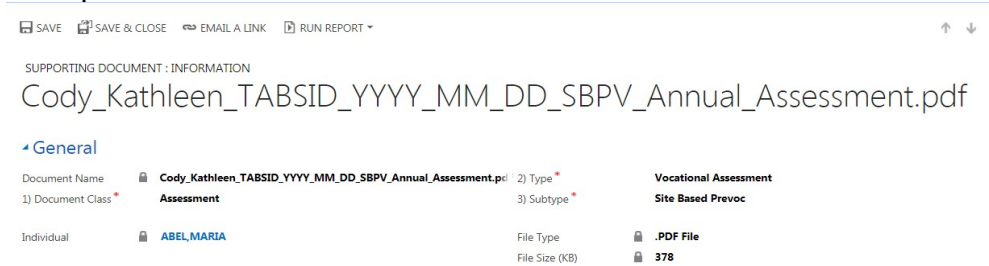 SAVE SAVE & CLOSE EMAIL A LINK RUN REPORT
SUPPORTING DOCUMENT : INFORMATION
Cody_Kathleen_TABSID_YYYY_MM_DD_SBPV_Annual_Assessment.pdf
General
Document Name Cody_Kathleen_TABSID_YYYY_MM_DD_SBPV_Annual_Assessment.pd 2) Type * Vocational Assessment
1) Document Class * Assessment 3) Subtype * Site Based Prevoc
Individual ABEL,MARIA File Type .PDF File
File Size (KB) 378